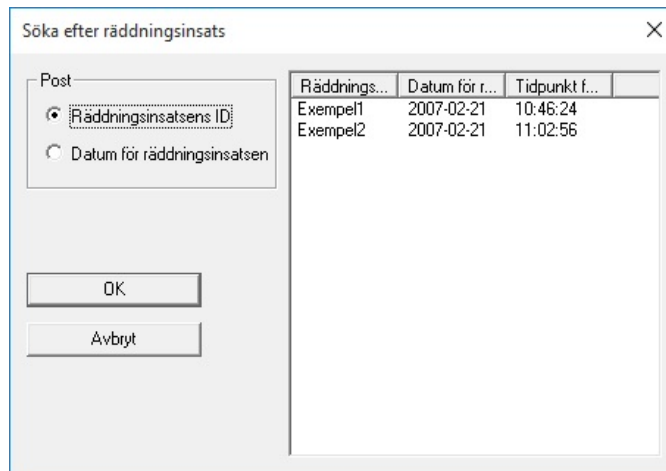 Söka efter räddningsinsats
Post
Räddningsinsatsens ID
Datum för räddningsinsatsen
OK
Avbryt
Räddnings... Datum för r... Tidpunkt f...
Exempel1 2007-02-21 10:46:24
Exempel2 2007-02-21 11:02:56